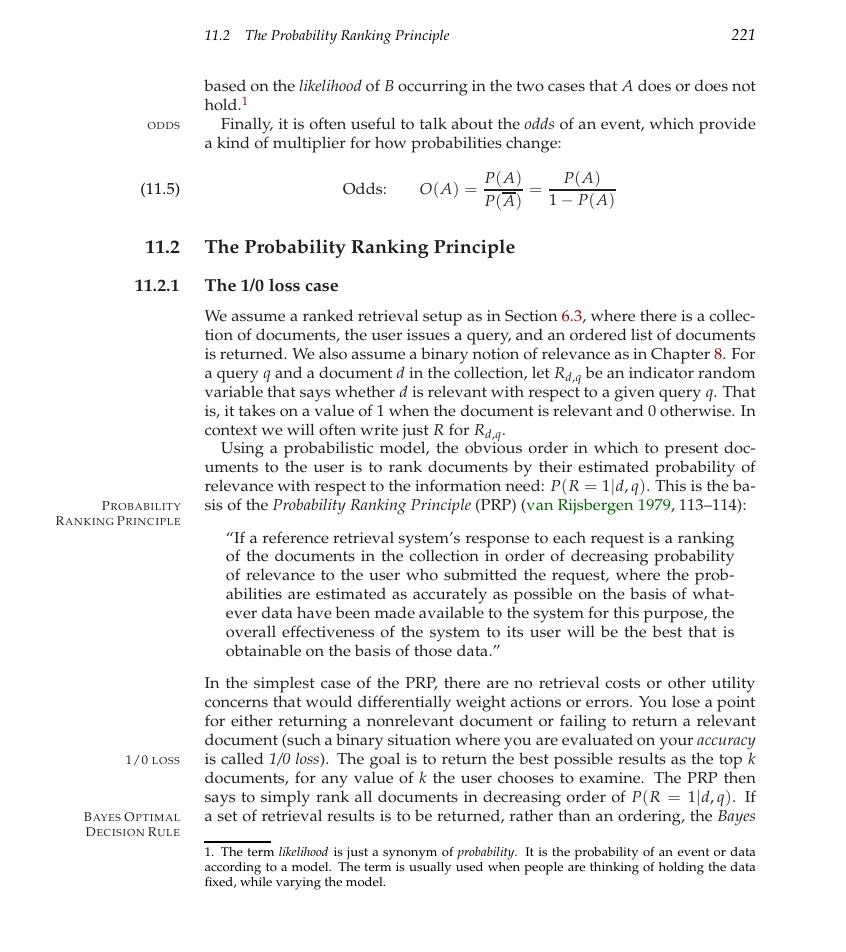 11.2 The Probability Ranking Principle 221
based on the likelihood of B occurring in the two cases that A does or does not
hold.1
ODDS Finally, it is often useful to talk about the odds of an event, which provide
a kind of multiplier for how probabilities change:
(11.5) Odds: O(A) = P(A) / P(A̅) = P(A) / 1 − P(A)
11.2 The Probability Ranking Principle
11.2.1 The 1/0 loss case
We assume a ranked retrieval setup as in Section 6.3, where there is a collec-
tion of documents, the user issues a query, and an ordered list of documents
is returned. We also assume a binary notion of relevance as in Chapter 8. For
a query q and a document d in the collection, let R_{d,q} be an indicator random
variable that says whether d is relevant with respect to a given query q. That
is, it takes on a value of 1 when the document is relevant and 0 otherwise. In
context we will often write just R for R_{d,q}.
Using a probabilistic model, the obvious order in which to present doc-
uments to the user is to rank documents by their estimated probability of
relevance with respect to the information need: P(R = 1|d, q). This is the ba-
PROBABILITY sis of the Probability Ranking Principle (PRP) (van Rijsbergen 1979, 113–114):
RANKING PRINCIPLE
“If a reference retrieval system’s response to each request is a ranking
of the documents in the collection in order of decreasing probability
of relevance to the user who submitted the request, where the prob-
abilities are estimated as accurately as possible on the basis of what-
ever data have been made available to the system for this purpose, the
overall effectiveness of the system to its user will be the best that is
obtainable on the basis of those data.”
In the simplest case of the PRP, there are no retrieval costs or other utility
concerns that would differentially weight actions or errors. You lose a point
for either returning a nonrelevant document or failing to return a relevant
document (such a binary situation where you are evaluated on your accuracy
1/0 LOSS is called 1/0 loss). The goal is to return the best possible results as the top k
documents, for any value of k the user chooses to examine. The PRP then
says to simply rank all documents in decreasing order of P(R = 1|d, q). If
BAYES OPTIMAL a set of retrieval results is to be returned, rather than an ordering, the Bayes
DECISION RULE
1. The term likelihood is just a synonym of probability. It is the probability of an event or data
according to a model. The term is usually used when people are thinking of holding the data
fixed, while varying the model.